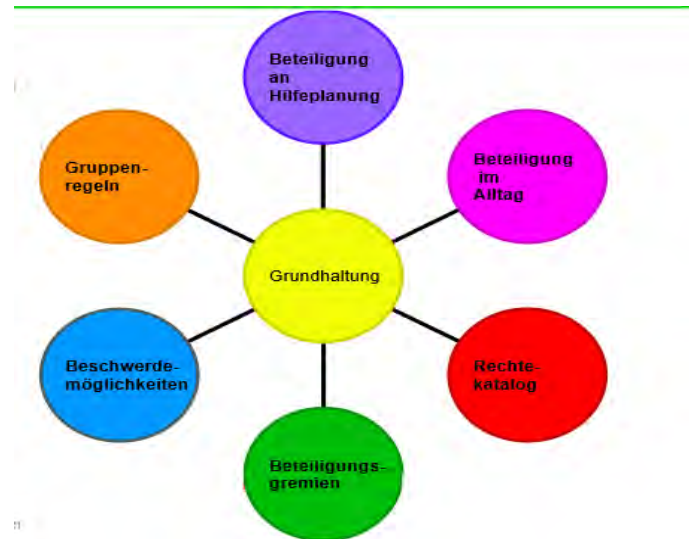 Beteiligung
an
Hilfeplanung
Gruppen-
regeln
Beteiligung
im
Alltag
Grundhaltung
Beschwerde-
möglichkeiten
Rechte-
katalog
Beteiligungs-
gremien